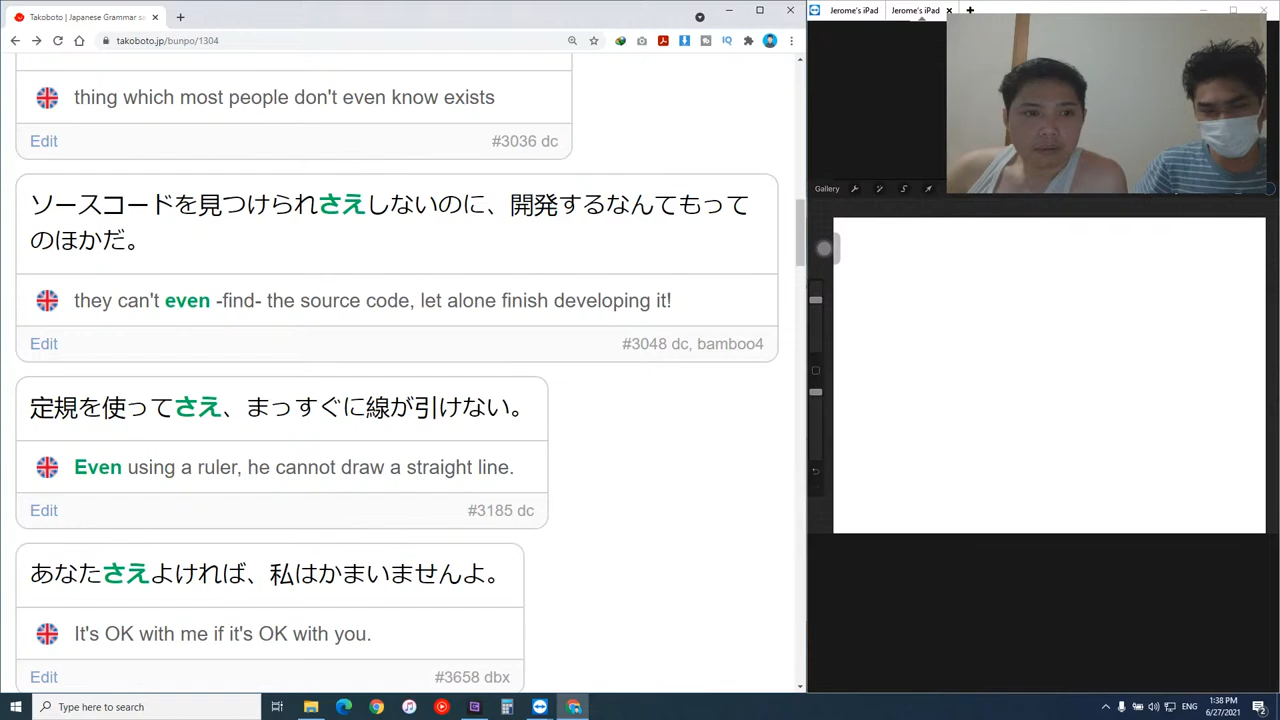 Takoboto | Japanese Grammar
Jerome's iPad
Jerome's iPad
takoboto.jp/bunpo/1304
IQ
thing which most people don't even know exists
Edit
#3036 dc
Gallery
ソースコードを見つけられさえしないのに、開発するなんてもって
のほかだ。
they can't even -find- the source code, let alone finish developing it!
Edit
#3048 dc, bamboo4
定規を使ってさえ、まっすぐに線が引けない。
Even using a ruler, he cannot draw a straight line.
Edit
#3185 dc
あなたさえよければ、私はかまいませんよ。
It's OK with me if it's OK with you.
Edit
#3658 dbx
Type here to search
ENG
1:38 PM
6/27/2021
2